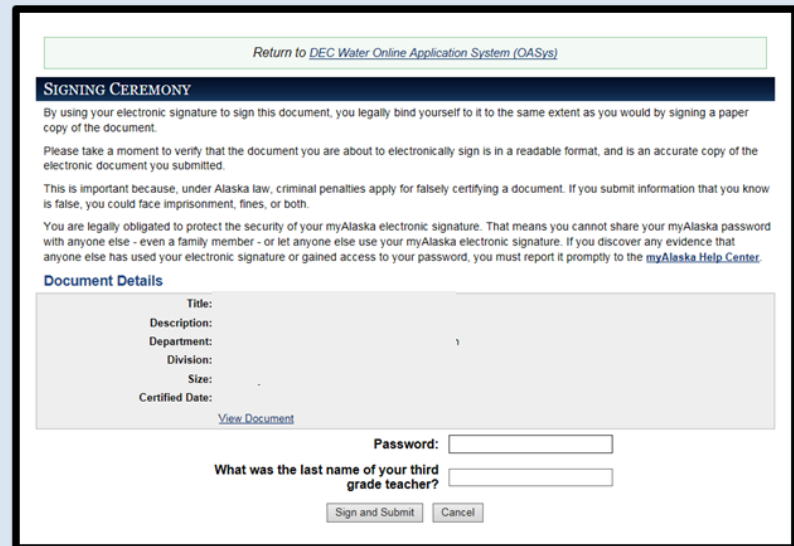 Return to DEC Water Online Application System (OASys)
SIGNING CEREMONY
By using your electronic signature to sign this document, you legally bind yourself to it to the same extent as you would by signing a paper
copy of the document.
Please take a moment to verify that the document you are about to electronically sign is in a readable format, and is an accurate copy of the
electronic document you submitted.
This is important because, under Alaska law, criminal penalties apply for falsely certifying a document. If you submit information that you know
is false, you could face imprisonment, fines, or both.
You are legally obligated to protect the security of your myAlaska electronic signature. That means you cannot share your myAlaska password
with anyone else - even a family member - or let anyone else use your myAlaska electronic signature. If you discover any evidence that
anyone else has used your electronic signature or gained access to your password, you must report it promptly to the myAlaska Help Center.
Document Details
Title:
Description:
Department:
Division:
Size:
Certified Date:
View Document
Password:
What was the last name of your third
grade teacher?
Sign and Submit Cancel